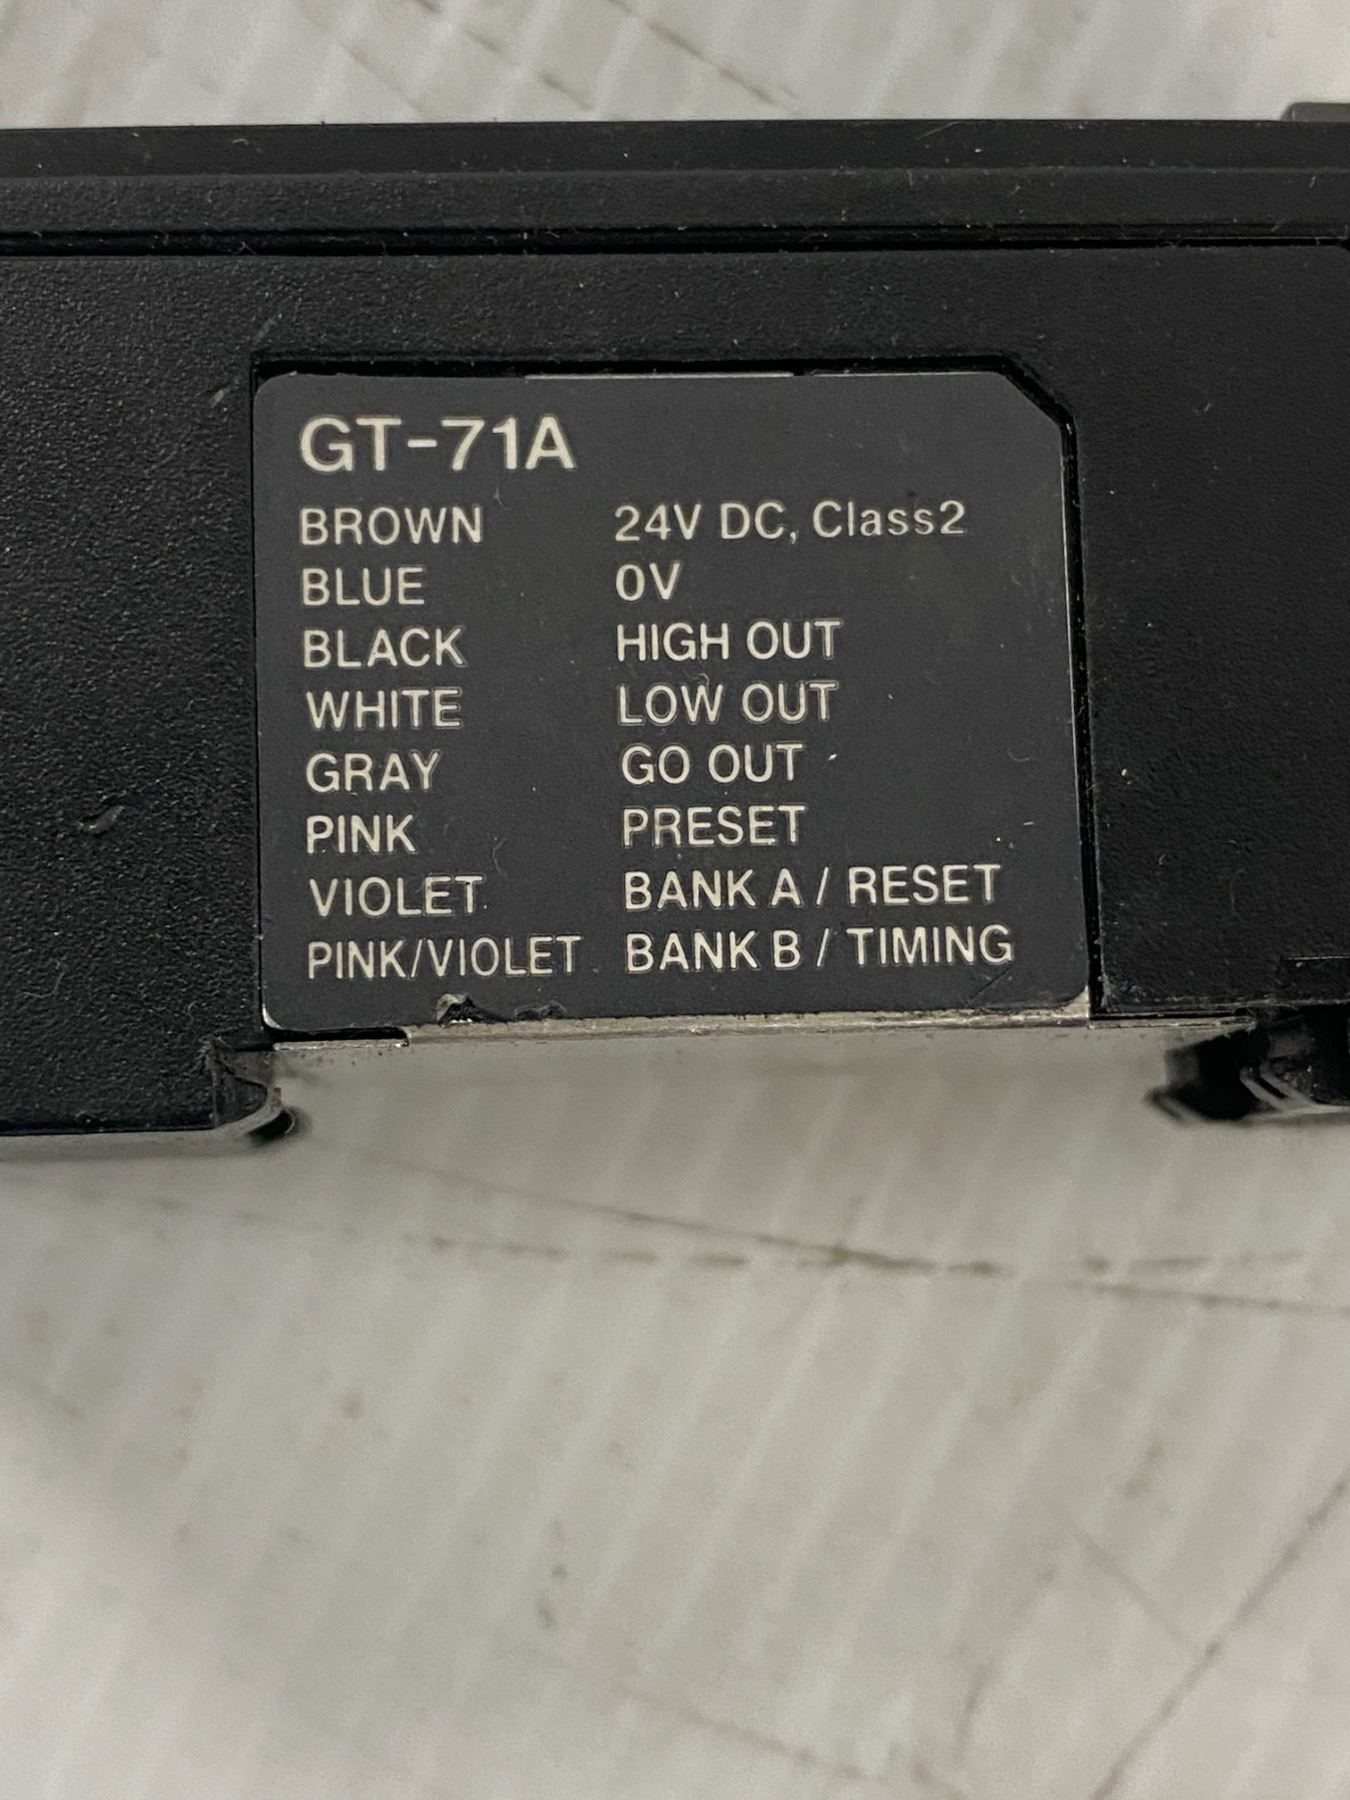 GT-71A
BROWN 24V DC, Class2
BLUE 0V
BLACK HIGH OUT
WHITE LOW OUT
GRAY GO OUT
PINK PRESET
VIOLET BANK A / RESET
PINK/VIOLET BANK B / TIMING